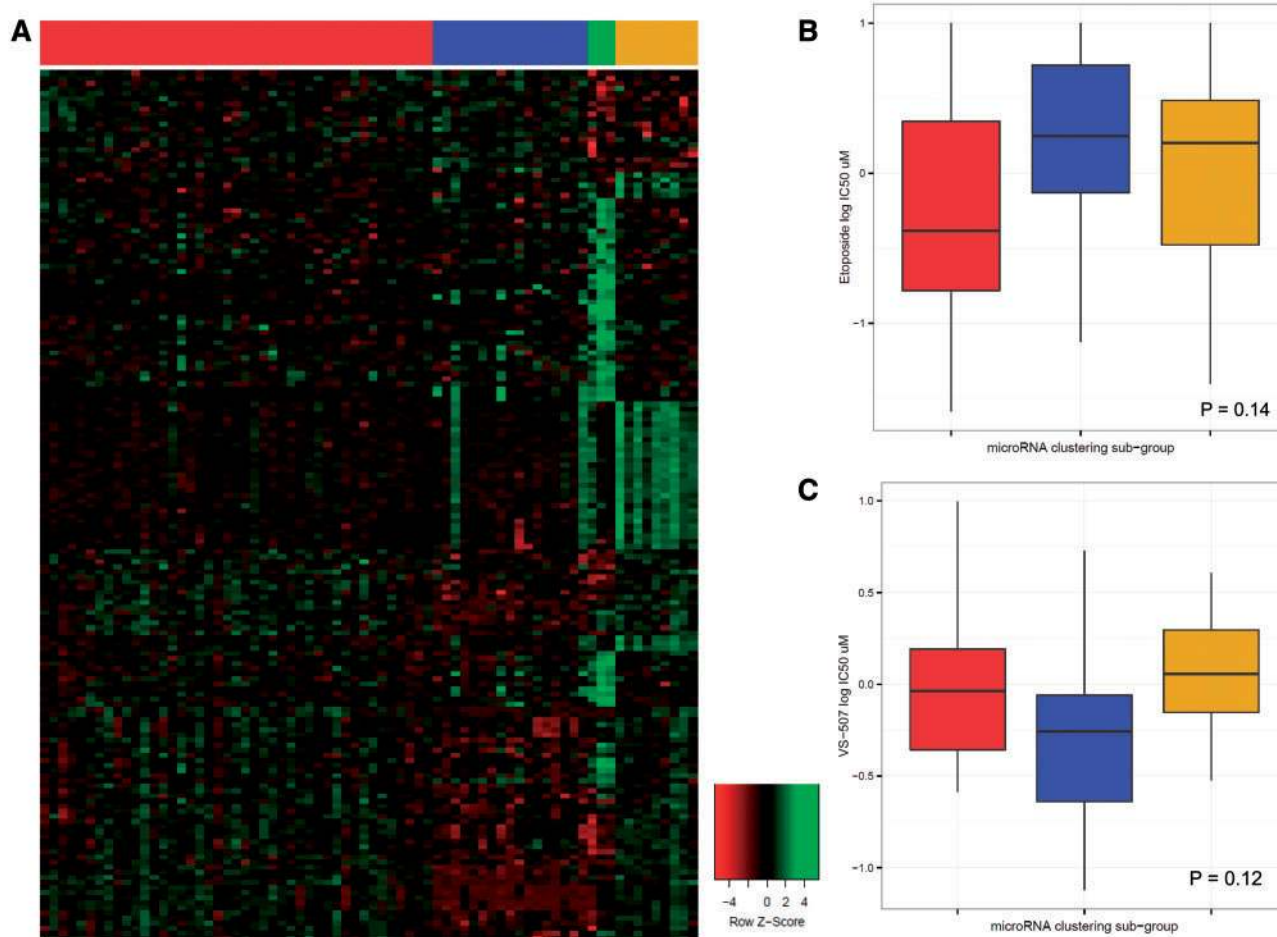 A
−4
0
2
4
Row Z−Score
B
Etoposide log IC50 uM
1
0
−1
P = 0.14
microRNA clustering sub−group
C
VS−507 log IC50 uM
1.0
0.5
0.0
−0.5
−1.0
P = 0.12
microRNA clustering sub−group